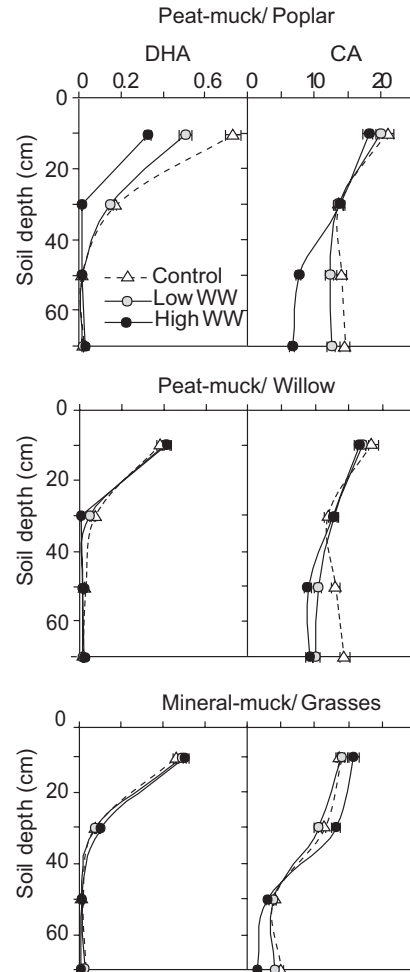 Peat-muck/ Poplar
DHA CA
0 0.2 0.6 0 10 20
0
20
40
60
Soil depth (cm)
Control
Low WW
High WW
Peat-muck/ Willow
0
20
40
60
Soil depth (cm)
Mineral-muck/ Grasses
0
20
40
60
Soil depth (cm)